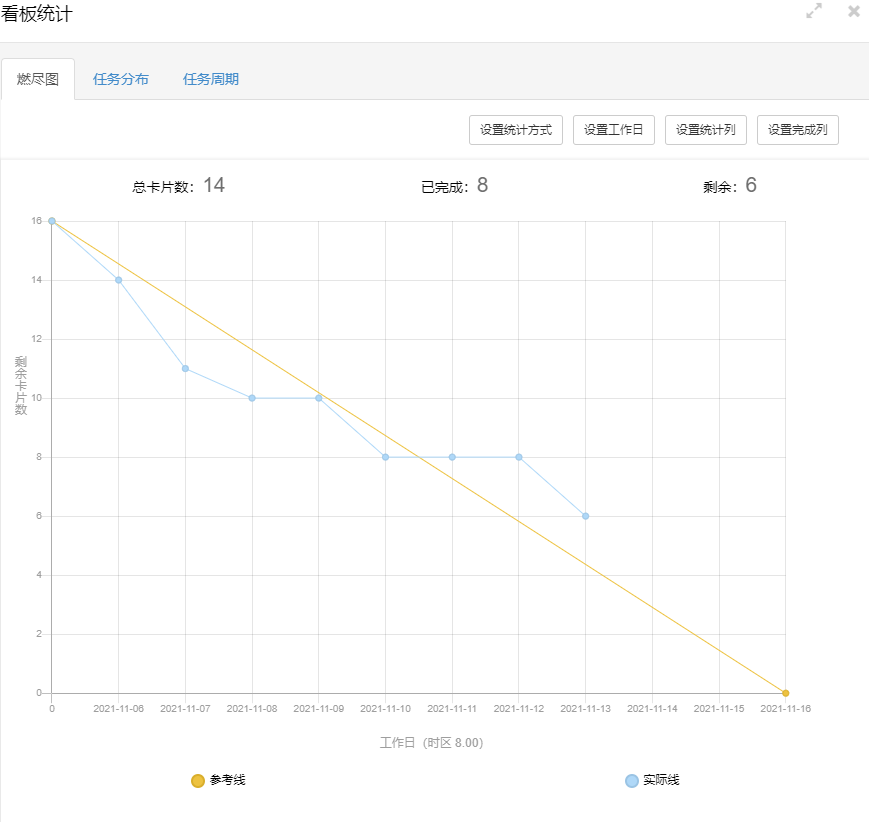 看板统计
燃尽图 任务分布 任务周期
设置统计方式 设置工作日 设置统计列 设置完成列
总卡片数：14 已完成：8 剩余：6
16
14
12
10
8
6
4
2
0
剩余卡片数
0 2021-11-06 2021-11-07 2021-11-08 2021-11-09 2021-11-10 2021-11-11 2021-11-12 2021-11-13 2021-11-14 2021-11-15 2021-11-16
工作日（时区 8.00）
参考线 实际线